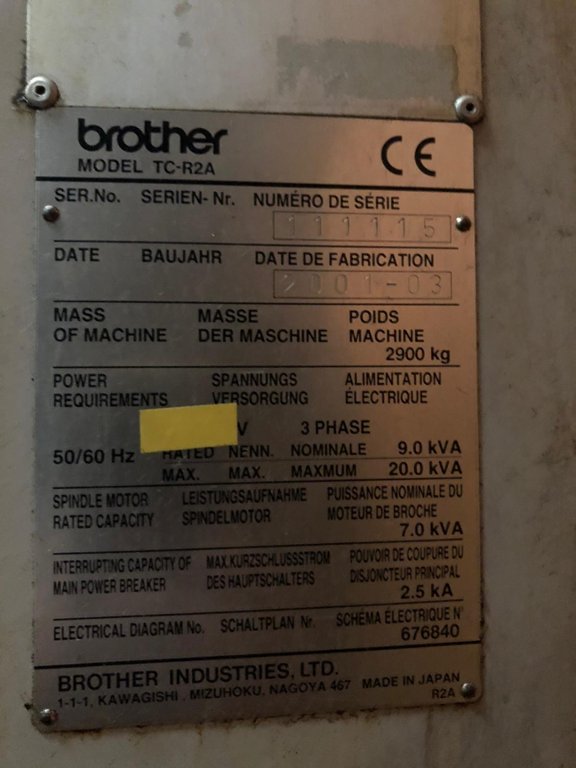 brother
CE
MODEL TC-R2A
SER.No. SERIEN-Nr. NUMÉRO DE SÉRIE
111115
DATE BAUJAHR DATE DE FABRICATION
2001-03
MASS MASSE POIDS
OF MACHINE DER MASCHINE MACHINE
2900 kg
POWER SPANNUNGS ALIMENTATION
REQUIREMENTS VERSORGUNG ÉLECTRIQUE
V 3 PHASE
50/60 Hz RATED NENN. NOMINALE 9.0 kVA
MAX. MAX. MAXMUM 20.0 kVA
SPINDLE MOTOR LEISTUNGSAUFNAHME PUISSANCE NOMINALE DU
RATED CAPACITY SPINDELMOTOR MOTEUR DE BROCHE
7.0 kVA
INTERRUPTING CAPACITY OF MAX.KURZSCHLUSSSTROM POUVOIR DE COUPURE DU
MAIN POWER BREAKER DES HAUPTSCHALTERS DISJONCTEUR PRINCIPAL
2.5 kA
ELECTRICAL DIAGRAM No. SCHALTPLAN Nr. SCHÉMA ÉLECTRIQUE N°
676840
BROTHER INDUSTRIES, LTD.
1-1-1, KAWAGISHI, MIZUHOKU, NAGOYA 467 MADE IN JAPAN
R2A